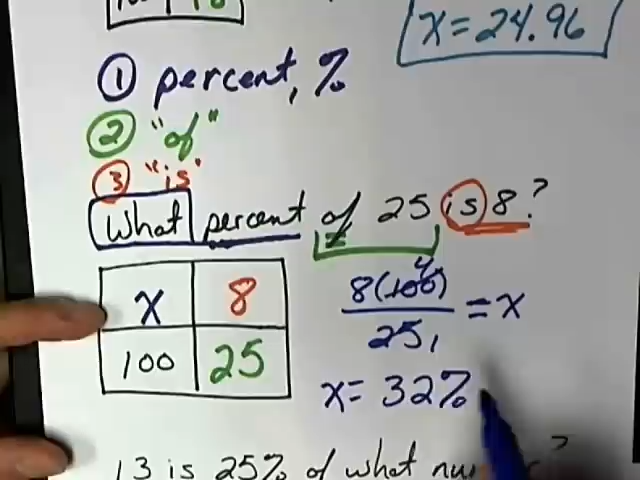 x = 24.96
① percent, %
② "of"
③ "is"
What percent of 25 is 8?
x 8
100 25
8(100) 4
25 1
= x
x = 32%
13 is 25% of what